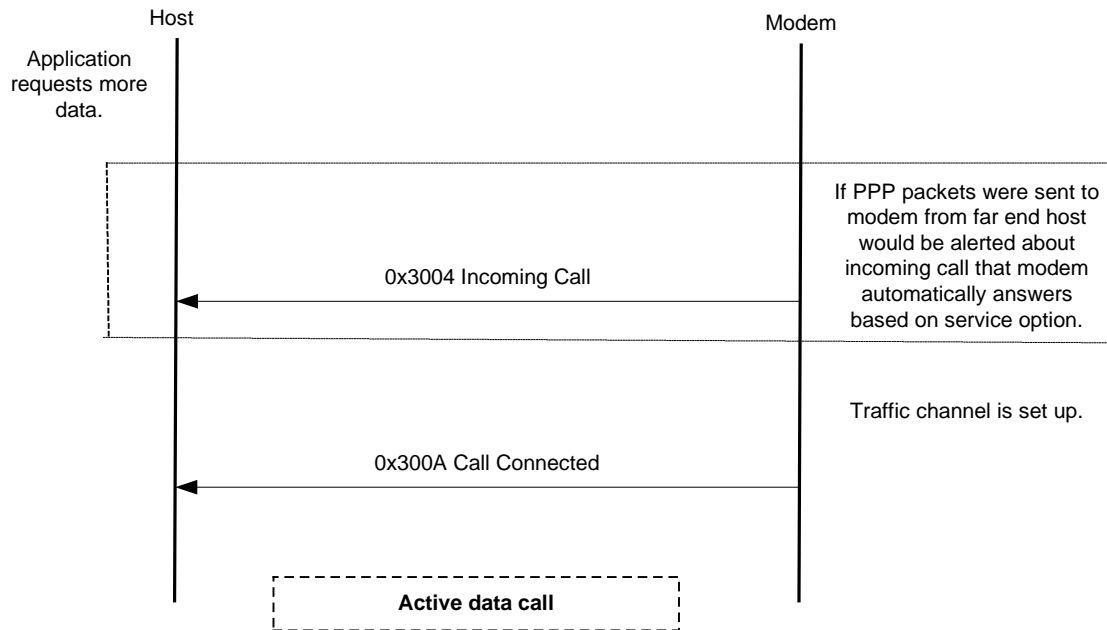 Host
Modem
Application
requests more
data.
If PPP packets were sent to
modem from far end host
would be alerted about
incoming call that modem
automatically answers
based on service option.
0x3004 Incoming Call
Traffic channel is set up.
0x300A Call Connected
Active data call